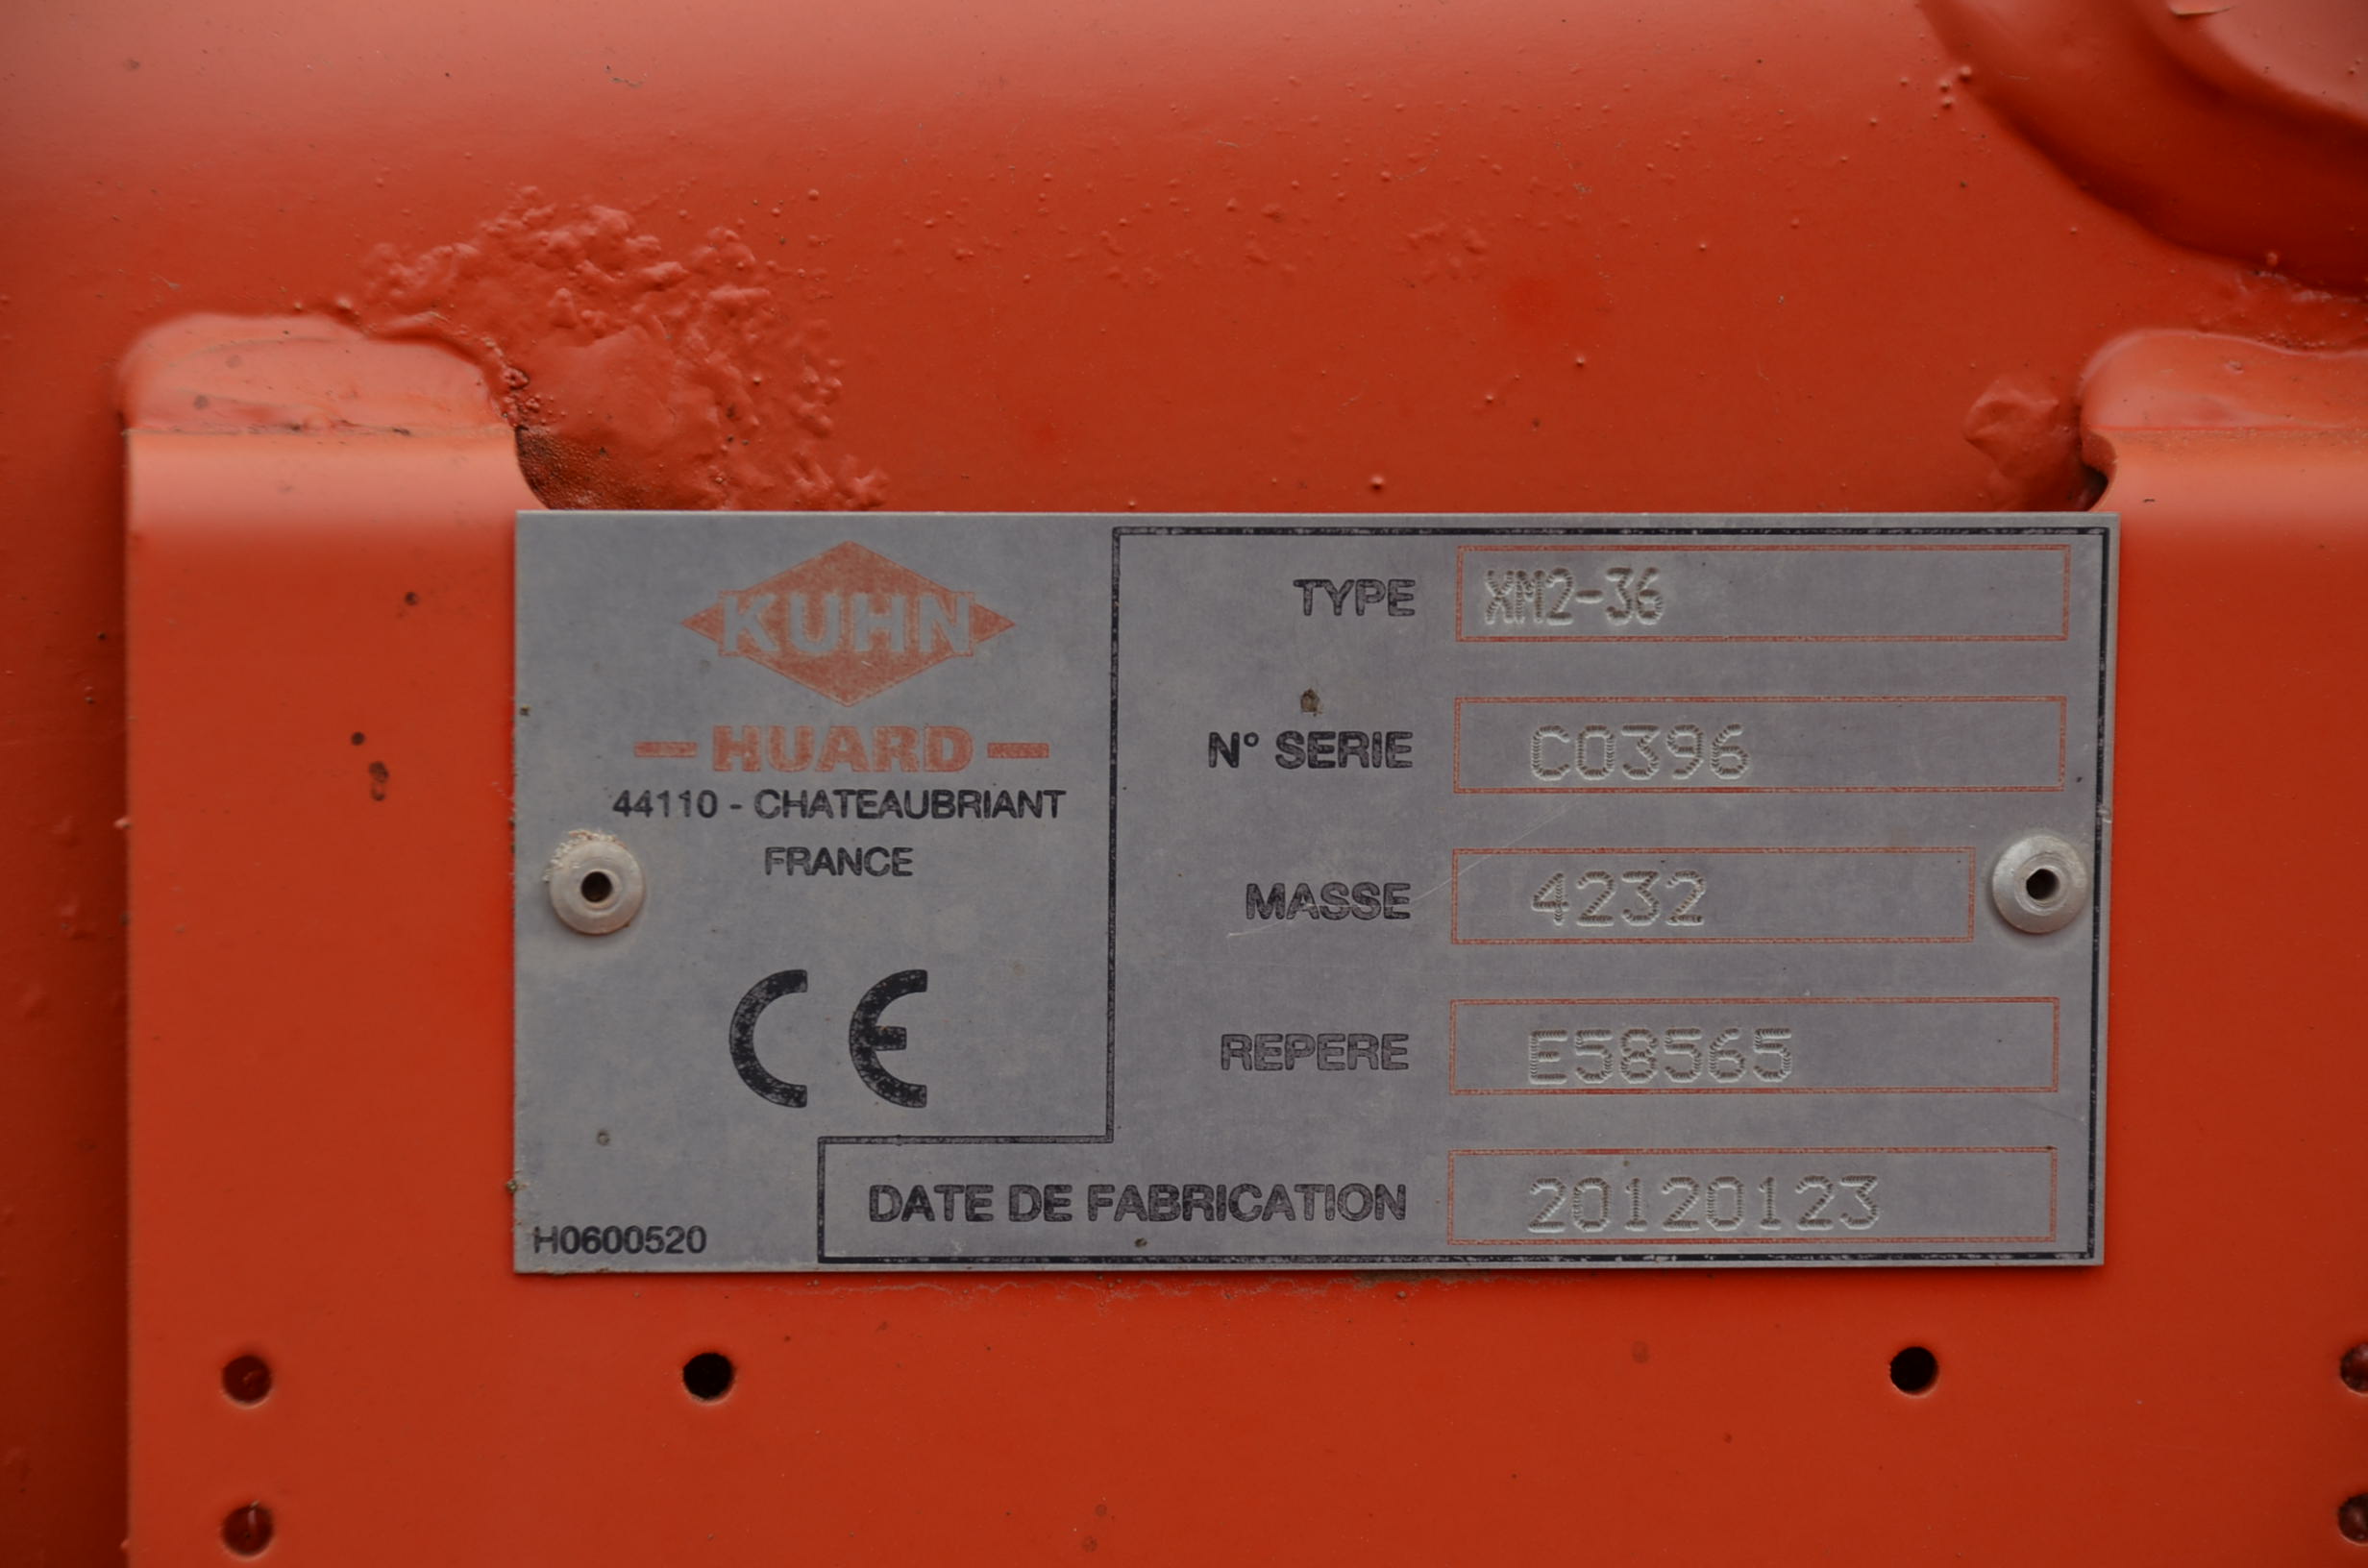 KUHN
HUARD
44110 - CHATEAUBRIANT
FRANCE
CE
H0600520
TYPE XM2-36
N° SERIE C0396
MASSE 4232
REPERE E58565
DATE DE FABRICATION 20120123